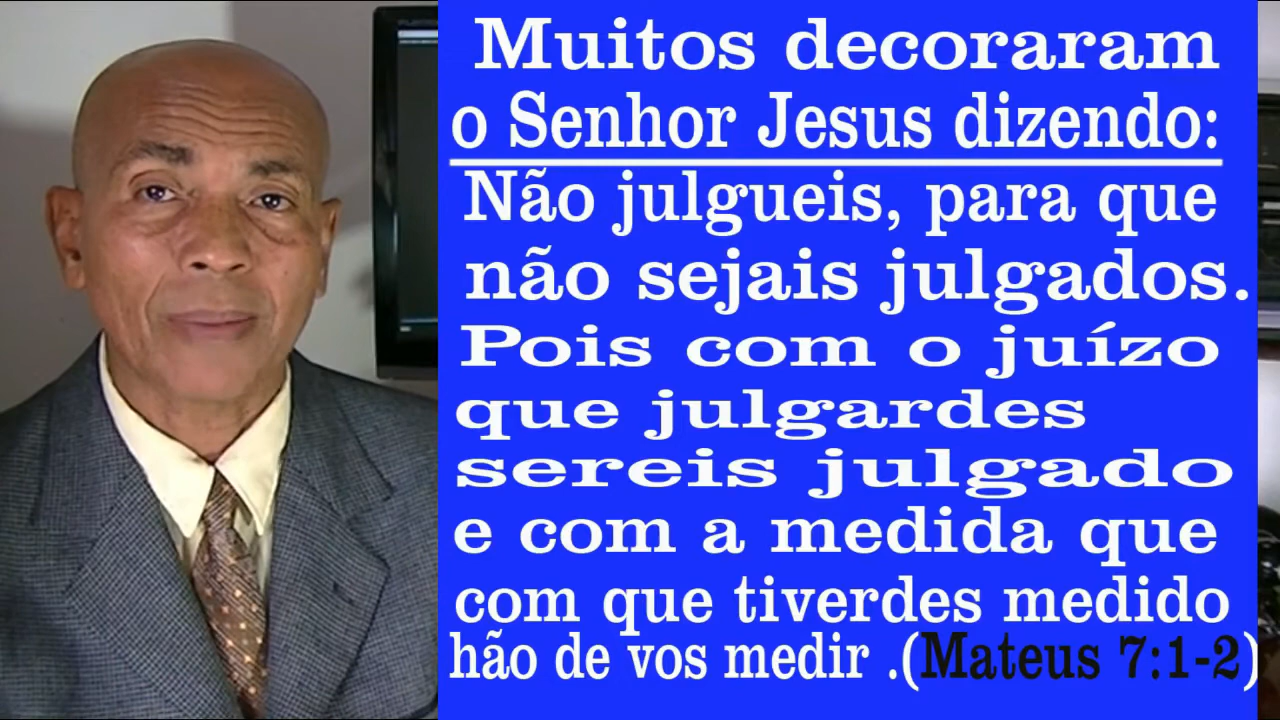 Muitos decoraram
o Senhor Jesus dizendo:
Não julgueis, para que
não sejais julgados.
Pois com o juízo
que julgardes
sereis julgado
e com a medida que
com que tiverdes medido
hão de vos medir .(Mateus 7:1-2)